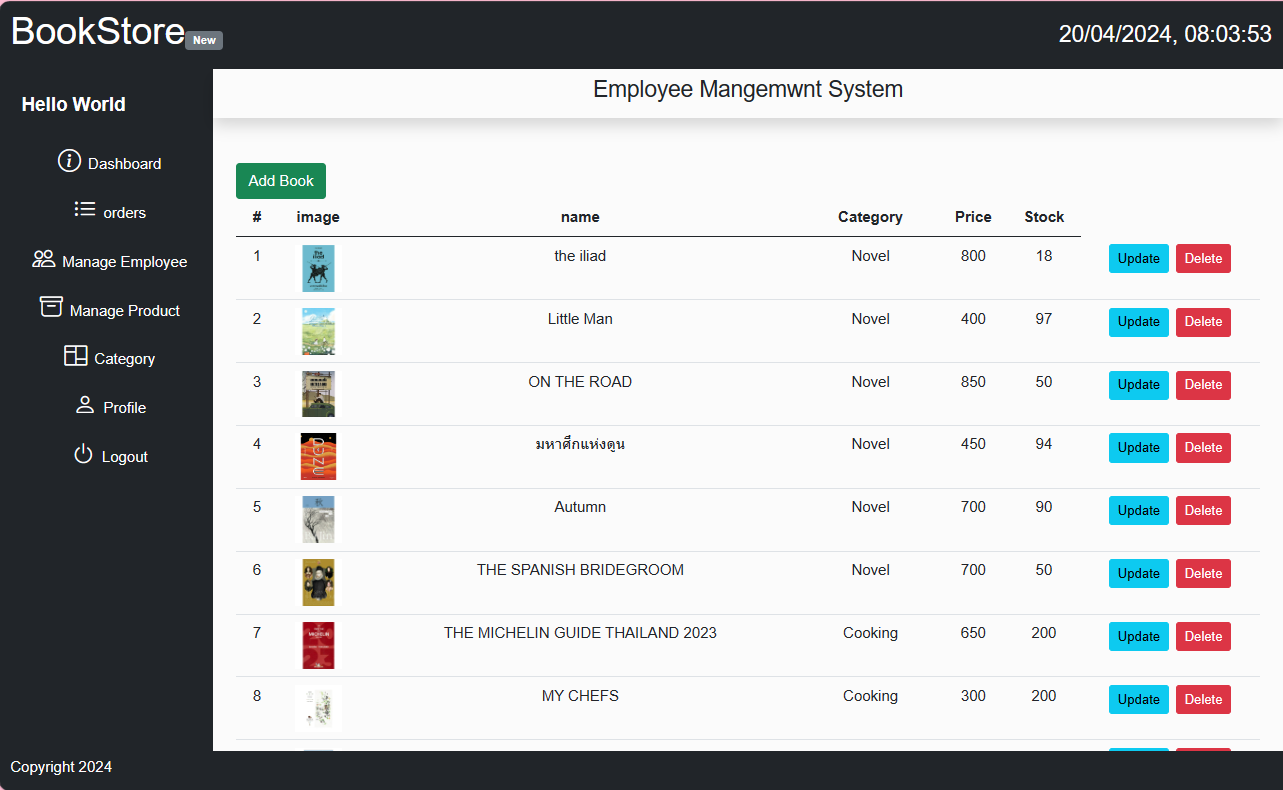 BookStore New
20/04/2024, 08:03:53
Hello World
Employee Mangemwnt System
Dashboard
orders
Manage Employee
Manage Product
Category
Profile
Logout
Add Book
# image name Category Price Stock
1 the iliad Novel 800 18 Update Delete
2 Little Man Novel 400 97 Update Delete
3 ON THE ROAD Novel 850 50 Update Delete
4 มหาศึกแห่งดูน Novel 450 94 Update Delete
5 Autumn Novel 700 90 Update Delete
6 THE SPANISH BRIDEGROOM Novel 700 50 Update Delete
7 THE MICHELIN GUIDE THAILAND 2023 Cooking 650 200 Update Delete
8 MY CHEFS Cooking 300 200 Update Delete
Copyright 2024